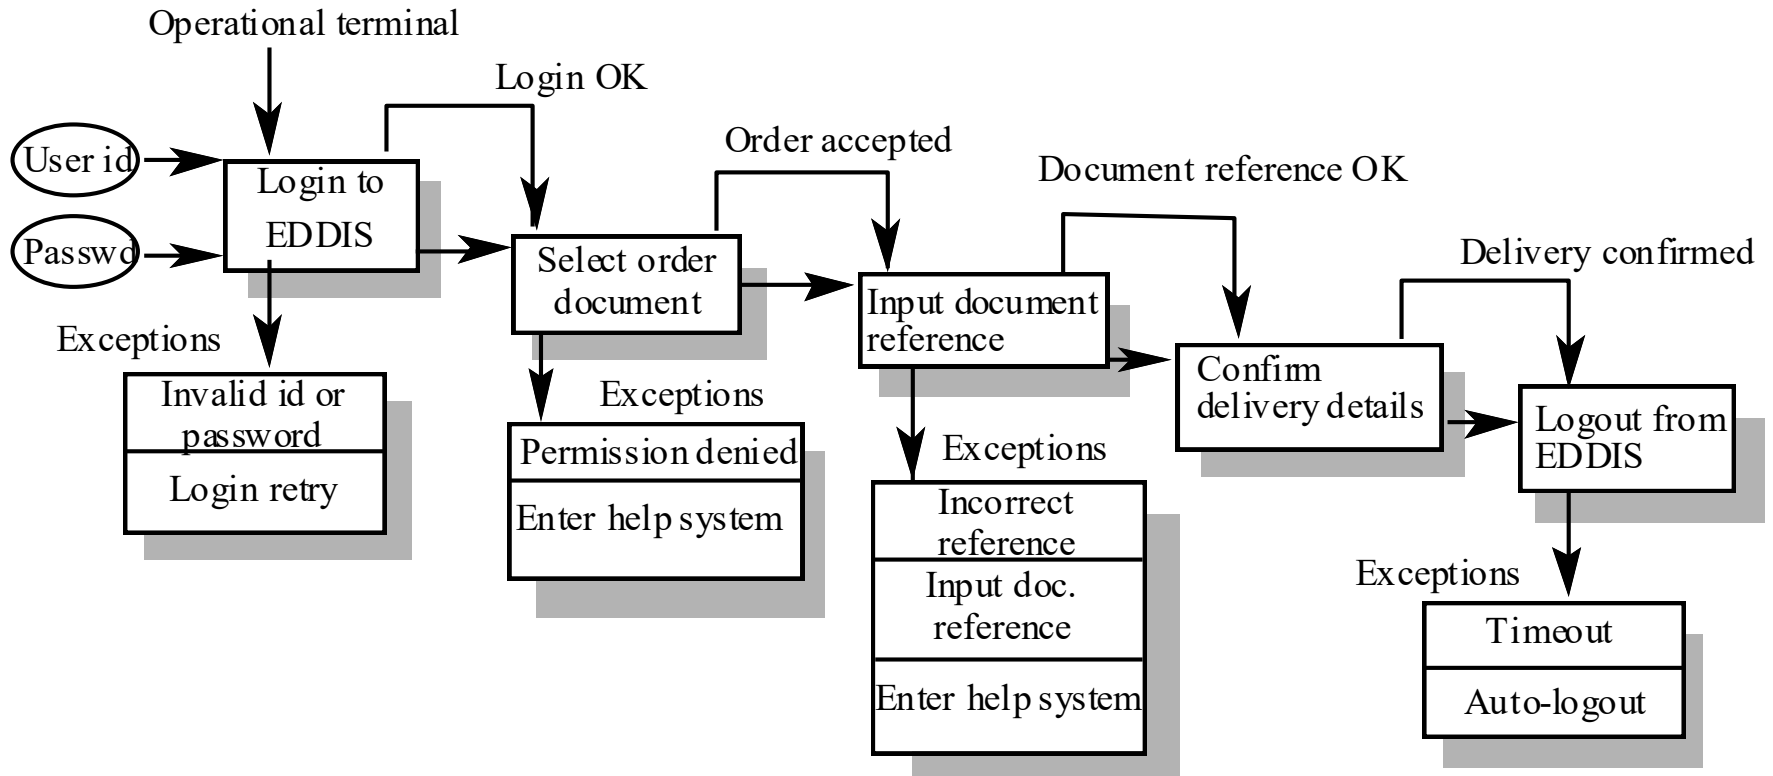 Operational terminal
Login OK
User id
Passwd
Login to
EDDIS
Order accepted
Select order
document
Document reference OK
Input document
reference
Delivery confirmed
Confirm
delivery details
Logout from
EDDIS
Exceptions
Invalid id or
password
Login retry
Exceptions
Permission denied
Enter help system
Exceptions
Incorrect
reference
Input doc.
reference
Enter help system
Exceptions
Timeout
Auto-logout